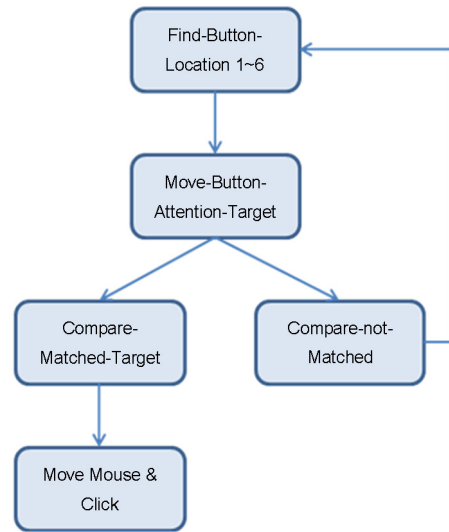 Find-Button-
Location 1~6
Move-Button-
Attention-Target
Compare-
Matched-Target
Compare-not-
Matched
Move Mouse &
Click